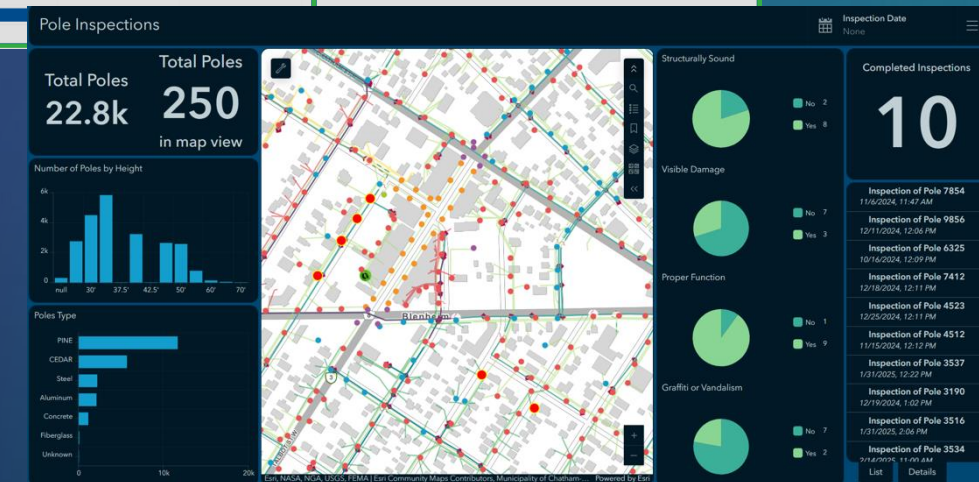 Pole Inspections
Inspection Date
None
Total Poles
22.8k
Total Poles
250
in map view
Number of Poles by Height
6k
4k
2k
0
null 30' 37.5' 42.5' 50' 60' 70'
Poles Type
PINE
CEDAR
Steel
Aluminum
Concrete
Fiberglass
Unknown
0 10k 20k
Blenheim
3
Esri, NASA, NGA, USGS, FEMA | Esri Community Maps Contributors, Municipality of Chatham-... Powered by Esri
Structurally Sound
No 2
Yes 8
Visible Damage
No 7
Yes 3
Proper Function
No 1
Yes 9
Graffiti or Vandalism
No 7
Yes 2
Completed Inspections
10
Inspection of Pole 7854
11/6/2024, 11:47 AM
Inspection of Pole 9856
12/11/2024, 12:06 PM
Inspection of Pole 6325
10/16/2024, 12:09 PM
Inspection of Pole 7412
12/18/2024, 12:11 PM
Inspection of Pole 4523
12/25/2024, 12:11 PM
Inspection of Pole 4512
11/15/2024, 12:12 PM
Inspection of Pole 3537
1/31/2025, 12:22 PM
Inspection of Pole 3190
12/19/2024, 1:02 PM
Inspection of Pole 3516
1/31/2025, 2:06 PM
Inspection of Pole 3534
2/14/2025, 11:00 AM
List Details